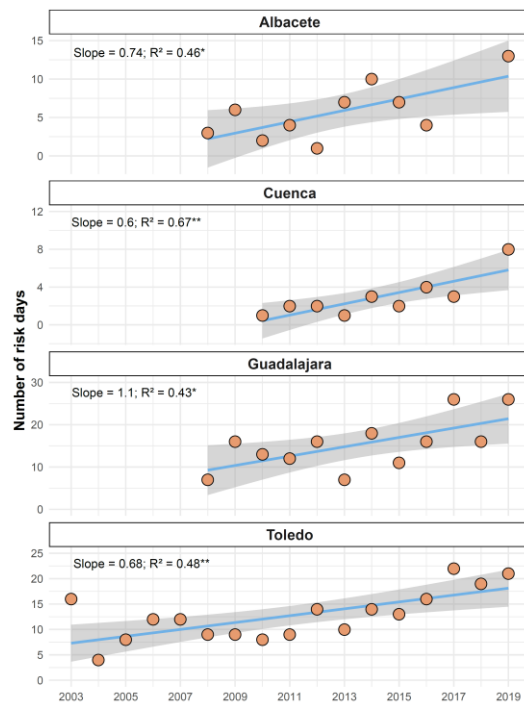 Albacete
Slope = 0.74; R² = 0.46*
15
10
5
0
Cuenca
Slope = 0.6; R² = 0.67**
12
8
4
0
Number of risk days
Guadalajara
Slope = 1.1; R² = 0.43*
30
20
10
0
Toledo
Slope = 0.68; R² = 0.48**
25
20
15
10
5
0
2003 2005 2007 2009 2011 2013 2015 2017 2019